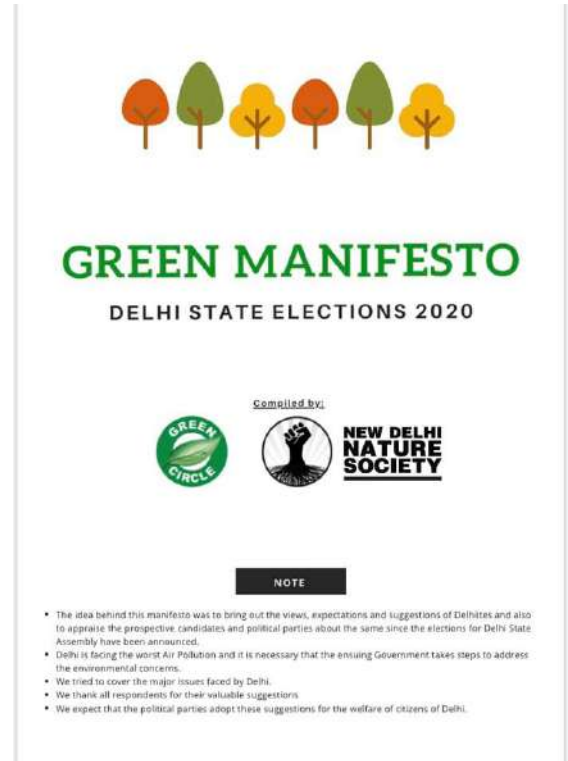 GREEN MANIFESTO
DELHI STATE ELECTIONS 2020
Compiled by:
GREEN
CIRCLE
NEW DELHI
NATURE
SOCIETY
NOTE
• The idea behind this manifesto was to bring out the views, expectations and suggestions of Delhiites and also
to appraise the prospective candidates and political parties about the same since the elections for Delhi State
Assembly have been announced.
• Delhi is facing the worst Air Pollution and it is necessary that the ensuing Government takes steps to address
the environmental concerns.
• We tried to cover the major issues faced by Delhi.
• We thank all respondents for their valuable suggestions
• We expect that the political parties adopt these suggestions for the welfare of citizens of Delhi.